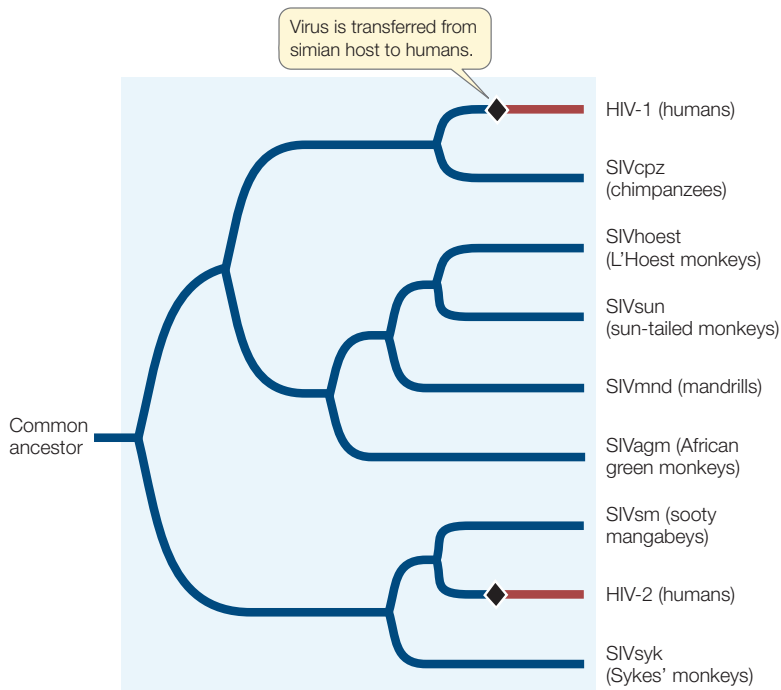 Virus is transferred from
simian host to humans.
HIV-1 (humans)
SIVcpz
(chimpanzees)
SIVhoest
(L’Hoest monkeys)
SIVsun
(sun-tailed monkeys)
SIVmnd (mandrills)
Common
ancestor
SIVagm (African
green monkeys)
SIVsm (sooty
mangabeys)
HIV-2 (humans)
SIVsyk
(Sykes’ monkeys)